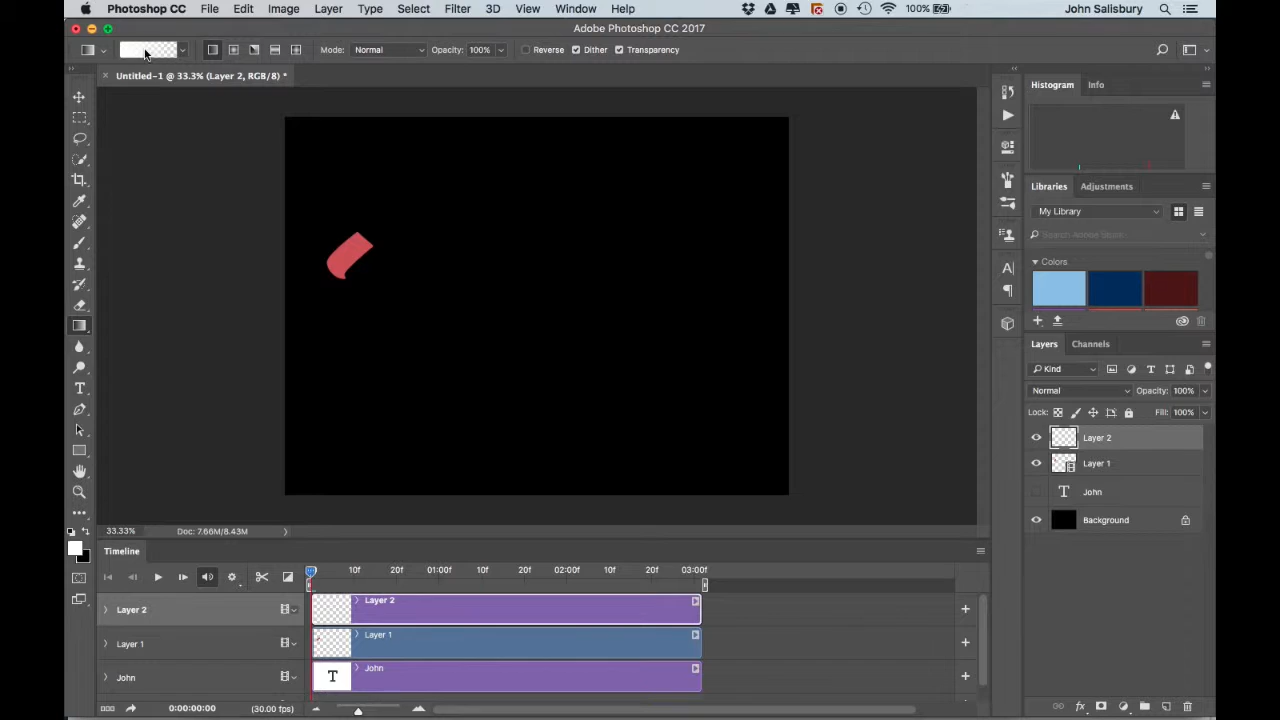 Photoshop CC File Edit Image Layer Type Select Filter 3D View Window Help 100% John Salisbury
Adobe Photoshop CC 2017
Mode: Normal Opacity: 100% Reverse Dither Transparency
Untitled-1 @ 33.3% (Layer 2, RGB/8) *
Histogram Info
Libraries Adjustments
My Library
Search Adobe Stock
Colors
Layers Channels
Kind
Normal Opacity: 100%
Lock: Fill: 100%
Layer 2
Layer 1
T John
Background
33.33% Doc: 7.66M/8.43M
Timeline
10f 20f 01:00f 10f 20f 02:00f 10f 20f 03:00f
Layer 2 Layer 2
Layer 1 Layer 1
John T John
0:00:00:00 (30.00 fps)